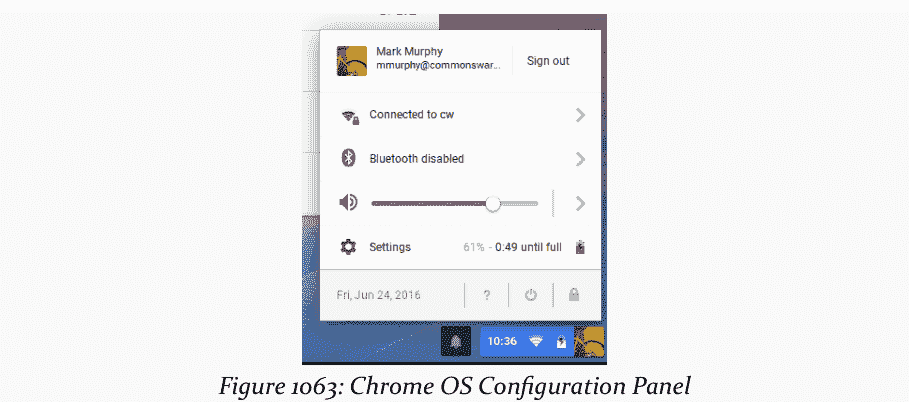 Mark Murphy
mmurphy@commonswar...
Sign out
Connected to cw
Bluetooth disabled
Settings 61% - 0:49 until full
Fri, Jun 24, 2016 ?
10:36
Figure 1063: Chrome OS Configuration Panel